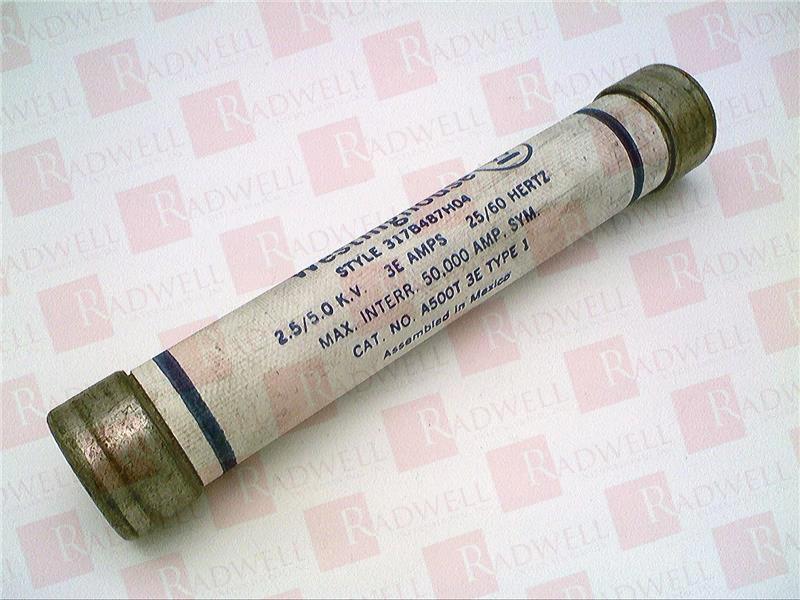 Westinghouse
STYLE 317B487H04
2.5/5.0 K.V. 3E AMPS 25/60 HERTZ
MAX. INTERR. 50,000 AMP. SYM.
CAT. NO. A500T 3E TYPE 1
Assembled in Mexico
RADWELL